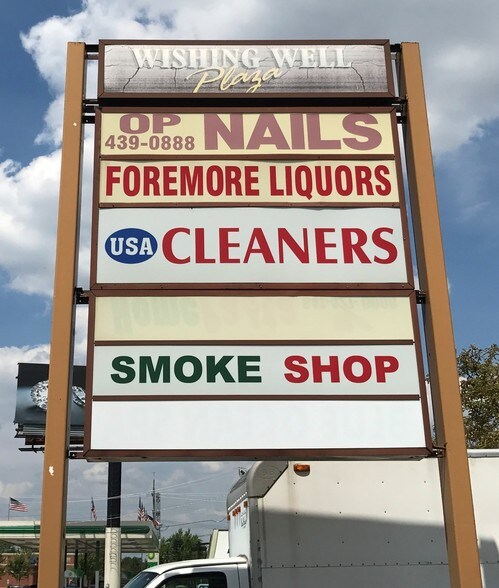 WISHING WELL
Plaza
OP NAILS
439-0888
FOREMORE LIQUORS
USA CLEANERS
SMOKE SHOP